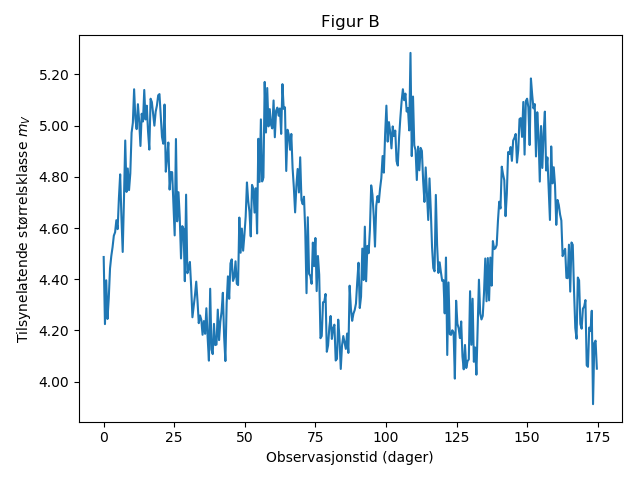 Figur B
Tilsynelatende størrelsklasse $m_V$
5.20
5.00
4.80
4.60
4.40
4.20
4.00
0 25 50 75 100 125 150 175
Observasjonstid (dager)